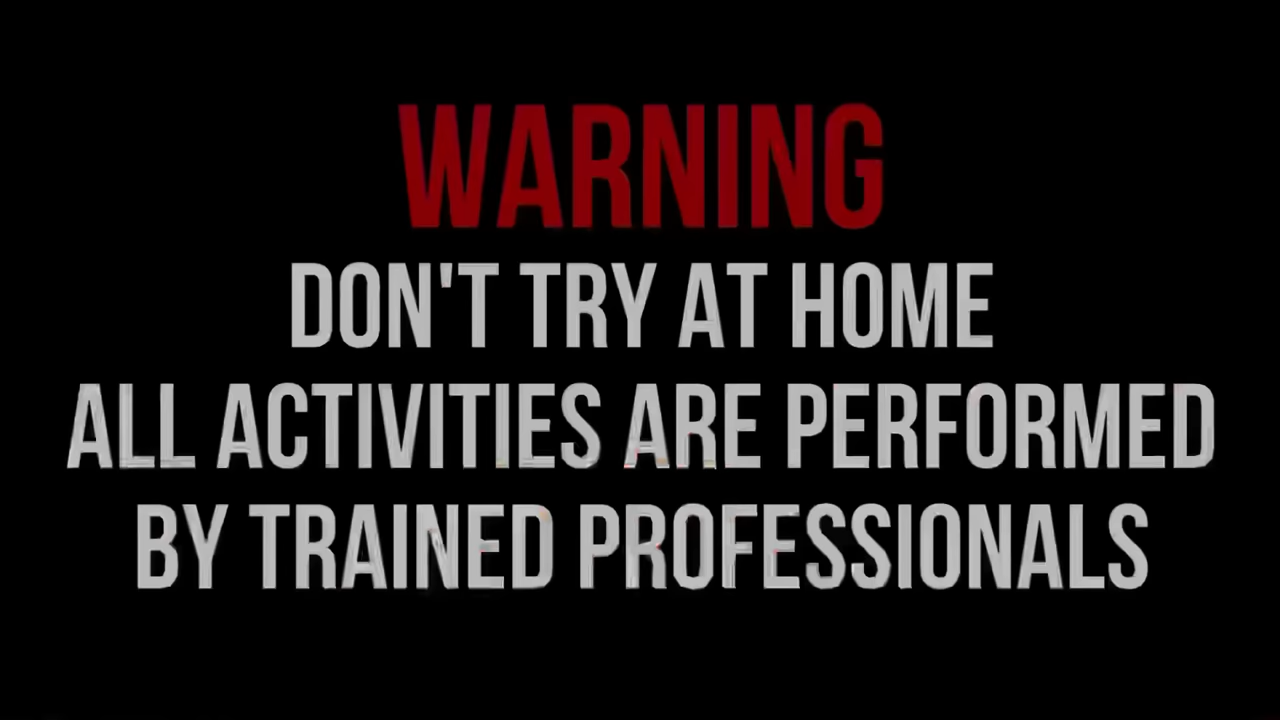 WARNING
DON'T TRY AT HOME
ALL ACTIVITIES ARE PERFORMED
BY TRAINED PROFESSIONALS